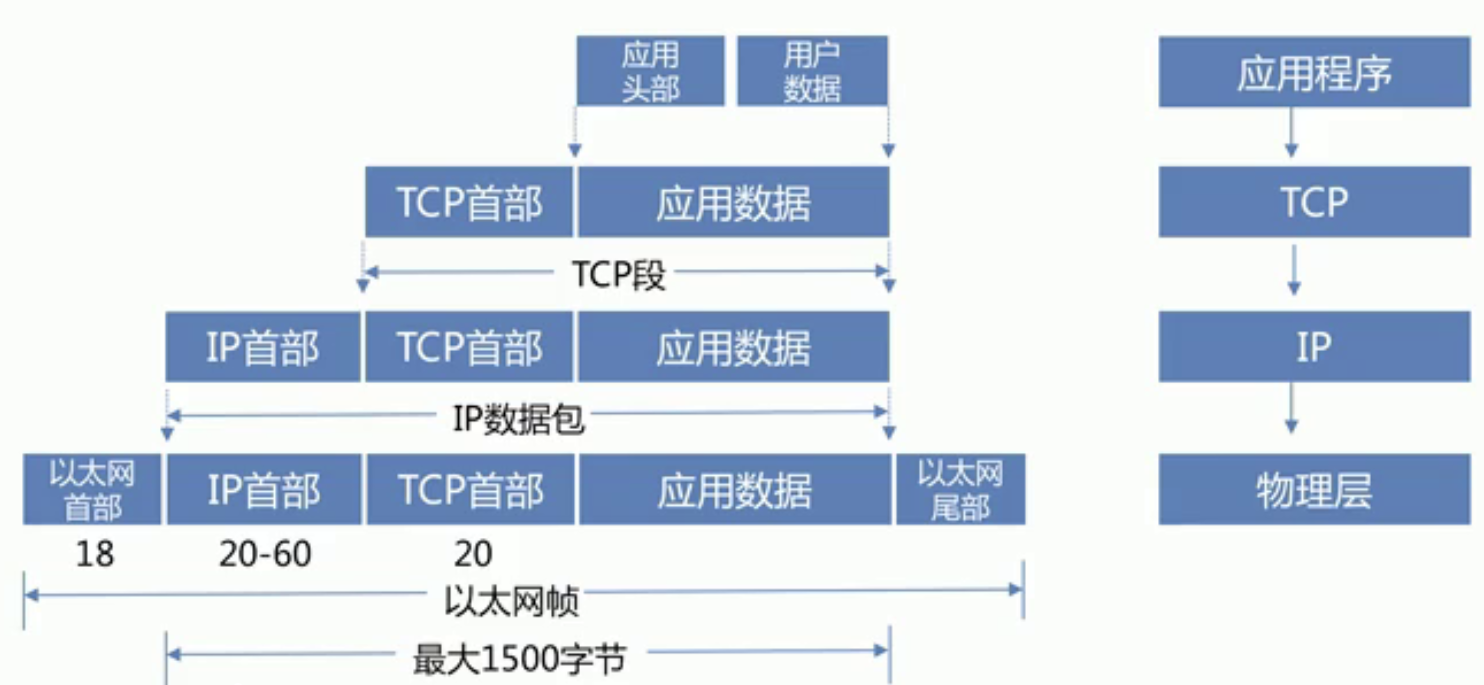 应用
头部
用户
数据
应用程序
TCP首部
应用数据
TCP
TCP段
IP首部
TCP首部
应用数据
IP
IP数据包
以太网
首部
IP首部
TCP首部
应用数据
以太网
尾部
物理层
18
20-60
20
以太网帧
最大1500字节